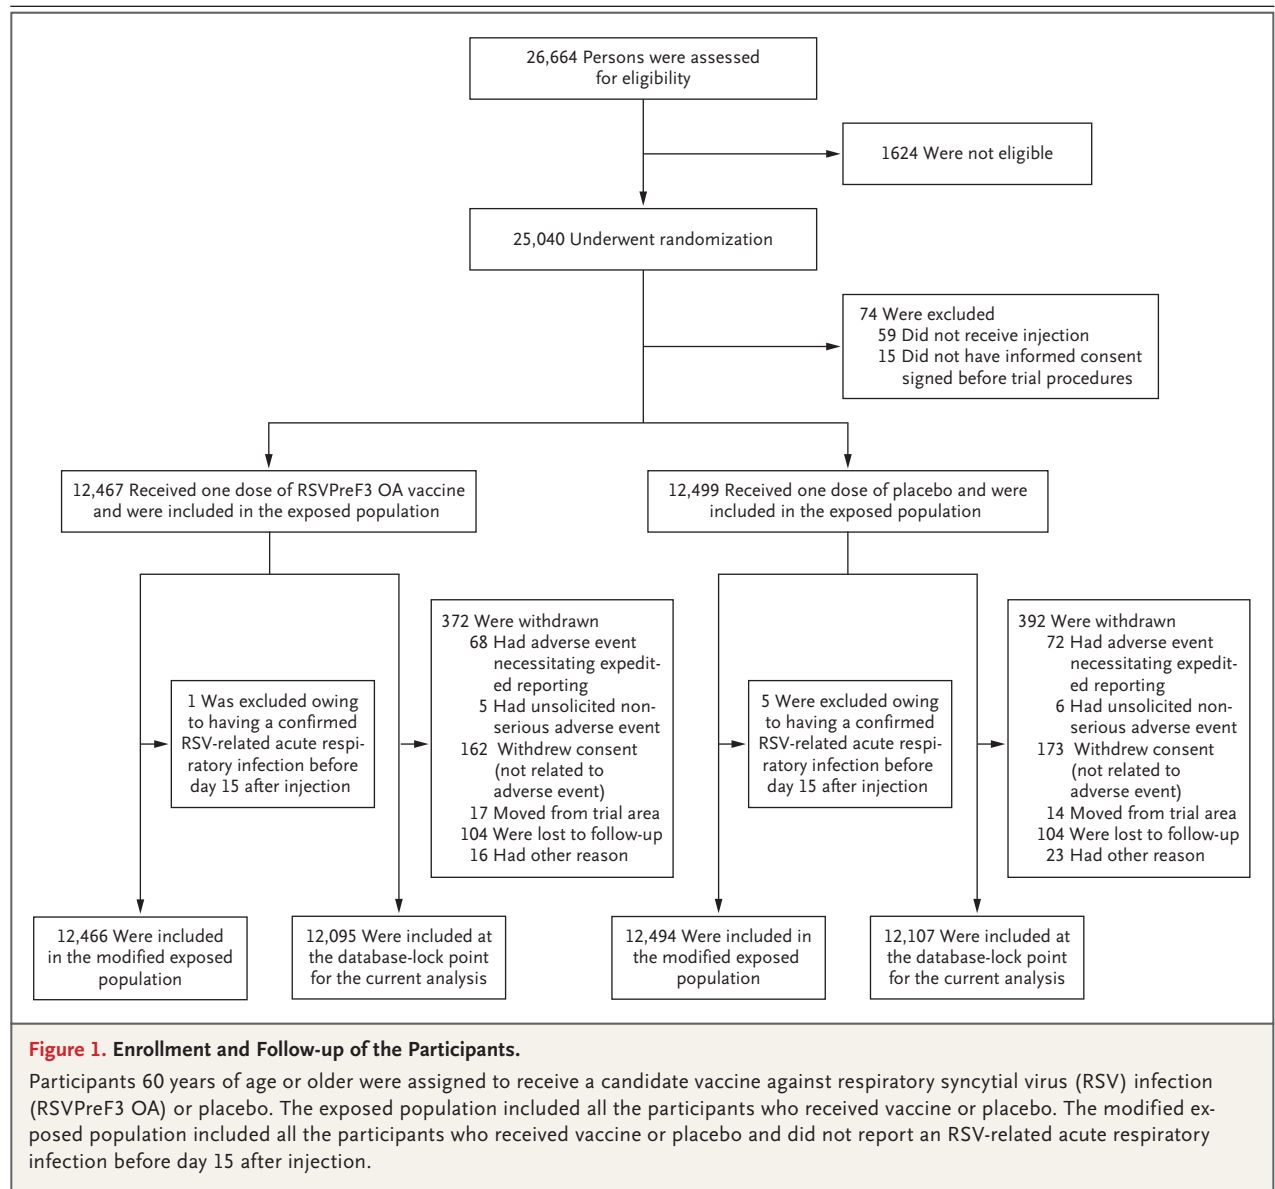 26,664 Persons were assessed
for eligibility
1624 Were not eligible
25,040 Underwent randomization
74 Were excluded
59 Did not receive injection
15 Did not have informed consent
signed before trial procedures
12,467 Received one dose of RSVPreF3 OA vaccine
and were included in the exposed population
12,499 Received one dose of placebo and were
included in the exposed population
1 Was excluded owing
to having a confirmed
RSV-related acute respi-
ratory infection before
day 15 after injection
372 Were withdrawn
68 Had adverse event
necessitating expedit-
ed reporting
5 Had unsolicited non-
serious adverse event
162 Withdrew consent
(not related to
adverse event)
17 Moved from trial area
104 Were lost to follow-up
16 Had other reason
5 Were excluded owing
to having a confirmed
RSV-related acute respi-
ratory infection before
day 15 after injection
392 Were withdrawn
72 Had adverse event
necessitating expedit-
ed reporting
6 Had unsolicited non-
serious adverse event
173 Withdrew consent
(not related to
adverse event)
14 Moved from trial area
104 Were lost to follow-up
23 Had other reason
12,466 Were included
in the modified exposed
population
12,095 Were included at
the database-lock point
for the current analysis
12,494 Were included in
the modified exposed
population
12,107 Were included at
the database-lock point
for the current analysis
Figure 1. Enrollment and Follow-up of the Participants.
Participants 60 years of age or older were assigned to receive a candidate vaccine against respiratory syncytial virus (RSV) infection
(RSVPreF3 OA) or placebo. The exposed population included all the participants who received vaccine or placebo. The modified ex-
posed population included all the participants who received vaccine or placebo and did not report an RSV-related acute respiratory
infection before day 15 after injection.